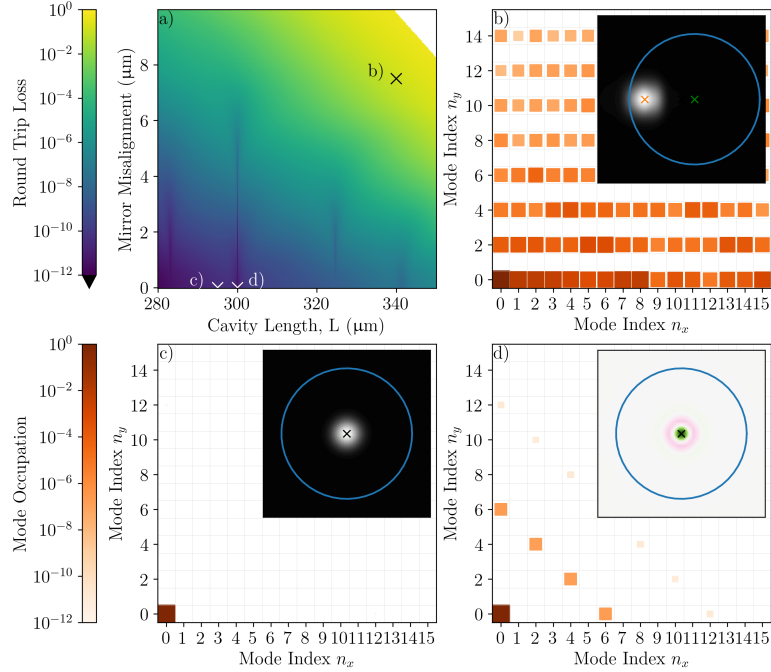 a)
10^0
10^-2
10^-4
10^-6
10^-8
10^-10
10^-12
Round Trip Loss
8
6
4
2
0
Mirror Misalignment (μm)
b)
c)
d)
280
300
320
340
Cavity Length, L (μm)
b)
14
12
10
8
6
4
2
0
Mode Index n_y
0 1 2 3 4 5 6 7 8 9 10 11 12 13 14 15
Mode Index n_x
10^0
10^-2
10^-4
10^-6
10^-8
10^-10
10^-12
Mode Occupation
c)
14
12
10
8
6
4
2
0
Mode Index n_y
0 1 2 3 4 5 6 7 8 9 10 11 12 13 14 15
Mode Index n_x
d)
14
12
10
8
6
4
2
0
Mode Index n_y
0 1 2 3 4 5 6 7 8 9 10 11 12 13 14 15
Mode Index n_x